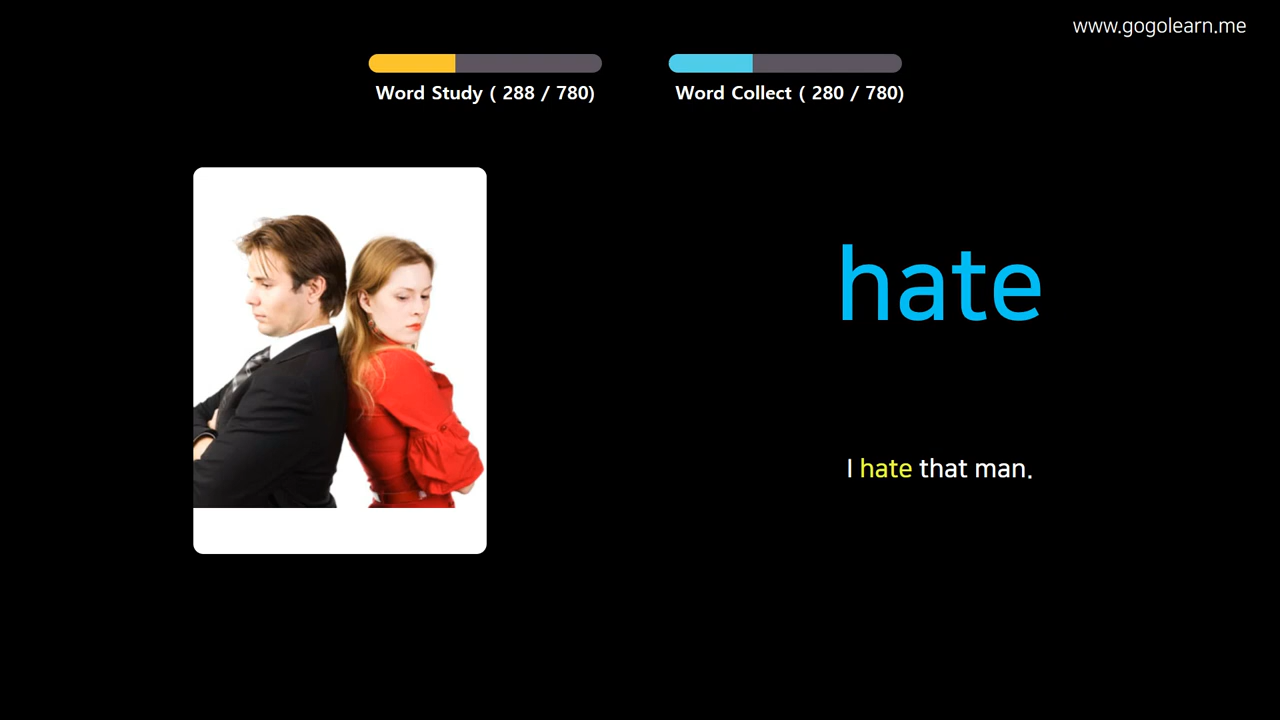 www.gogolearn.me
Word Study ( 288 / 780)
Word Collect ( 280 / 780)
hate
I hate that man.